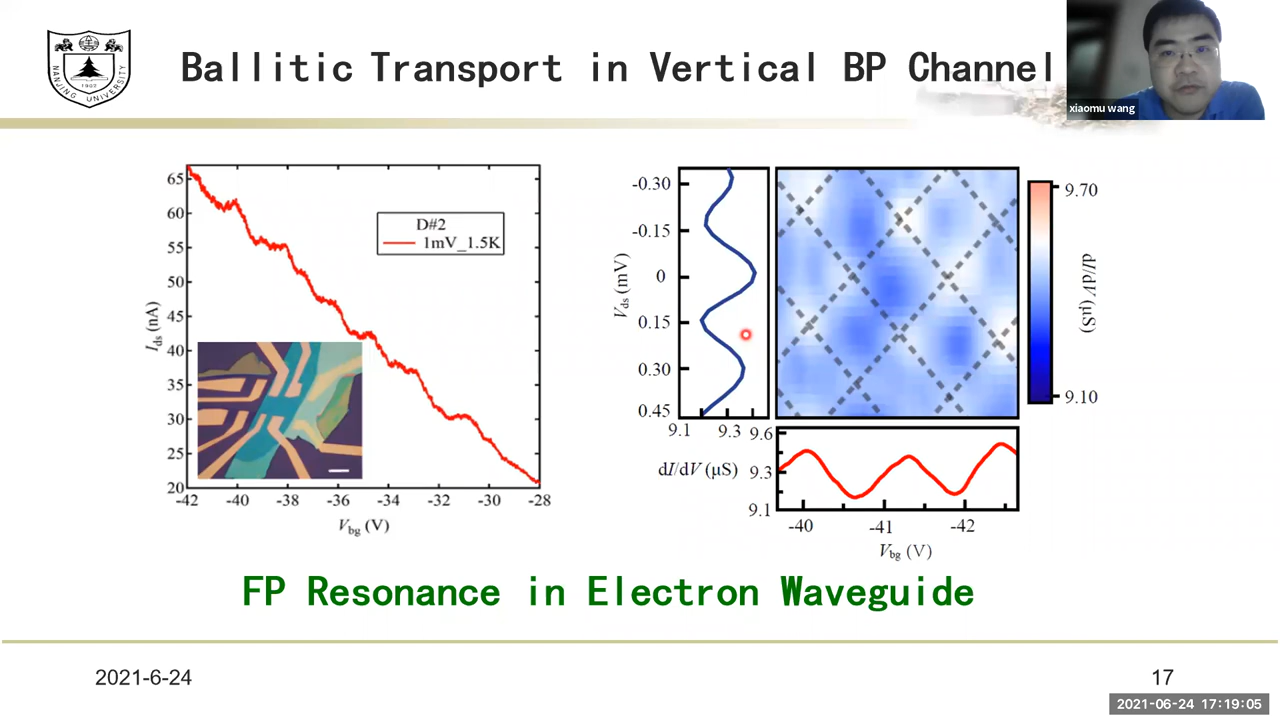 Ballitic Transport in Vertical BP Channel
NANJING UNIVERSITY
1902
xiaomu wang
65
60
55
50
45
40
35
30
25
20
I_ds (nA)
D#2
1mV_1.5K
-42 -40 -38 -36 -34 -32 -30 -28
V_bg (V)
-0.30
-0.15
0
0.15
0.30
0.45
V_ds (mV)
9.1 9.3
dI/dV (μS)
9.70
9.10
dI/dV (μS)
9.6
9.3
9.1
-40 -41 -42
V_bg (V)
FP Resonance in Electron Waveguide
2021-6-24
17
2021-06-24 17:19:05